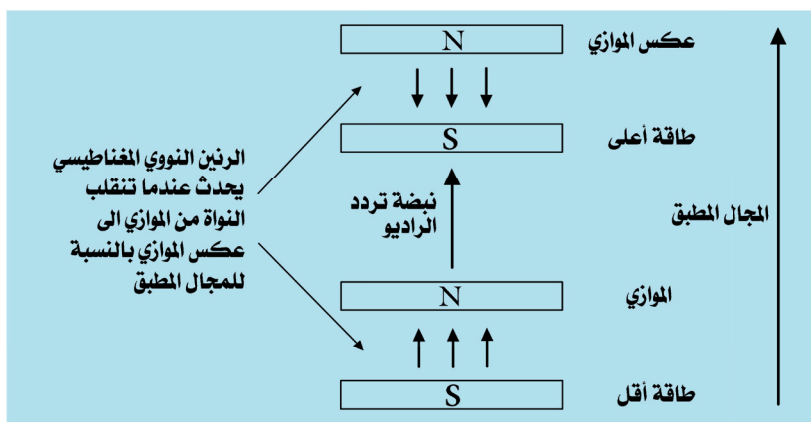 N
عكس الموازي
S
طاقة أعلى
الرنين النووي المغناطيسي
يحدث عندما تنقلب
النواة من الموازي الى
عكس الموازي بالنسبة
للمجال المطبق
نبضة تردد
الراديو
المجال المطبق
N
الموازي
S
طاقة أقل